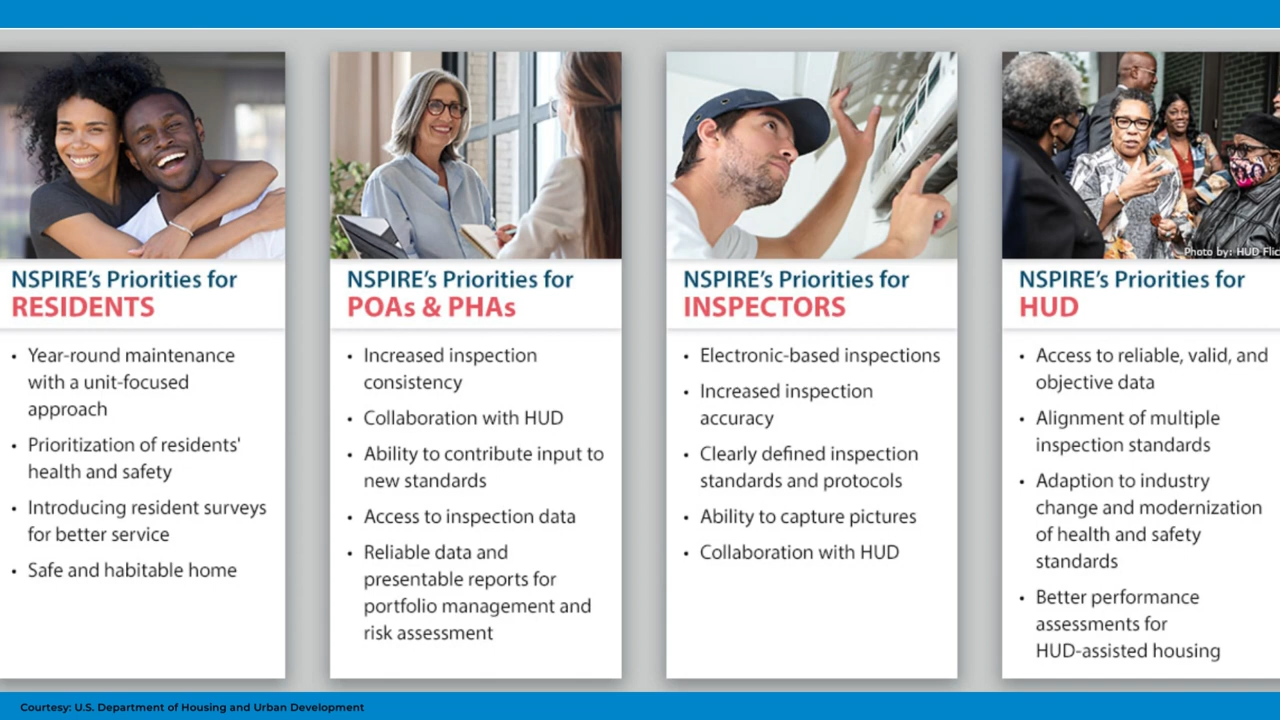 Photo by: HUD Flic
NSPIRE's Priorities for
RESIDENTS
• Year-round maintenance
with a unit-focused
approach
• Prioritization of residents'
health and safety
• Introducing resident surveys
for better service
• Safe and habitable home
NSPIRE's Priorities for
POAs & PHAs
• Increased inspection
consistency
• Collaboration with HUD
• Ability to contribute input to
new standards
• Access to inspection data
• Reliable data and
presentable reports for
portfolio management and
risk assessment
NSPIRE's Priorities for
INSPECTORS
• Electronic-based inspections
• Increased inspection
accuracy
• Clearly defined inspection
standards and protocols
• Ability to capture pictures
• Collaboration with HUD
NSPIRE's Priorities for
HUD
• Access to reliable, valid, and
objective data
• Alignment of multiple
inspection standards
• Adaption to industry
change and modernization
of health and safety
standards
• Better performance
assessments for
HUD-assisted housing
Courtesy: U.S. Department of Housing and Urban Development